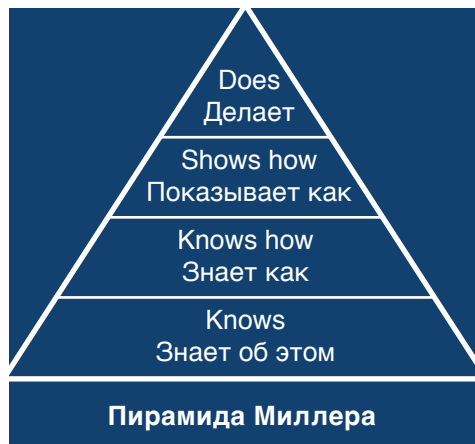 Does
Делает
Shows how
Показывает как
Knows how
Знает как
Knows
Знает об этом
Пирамида Миллера